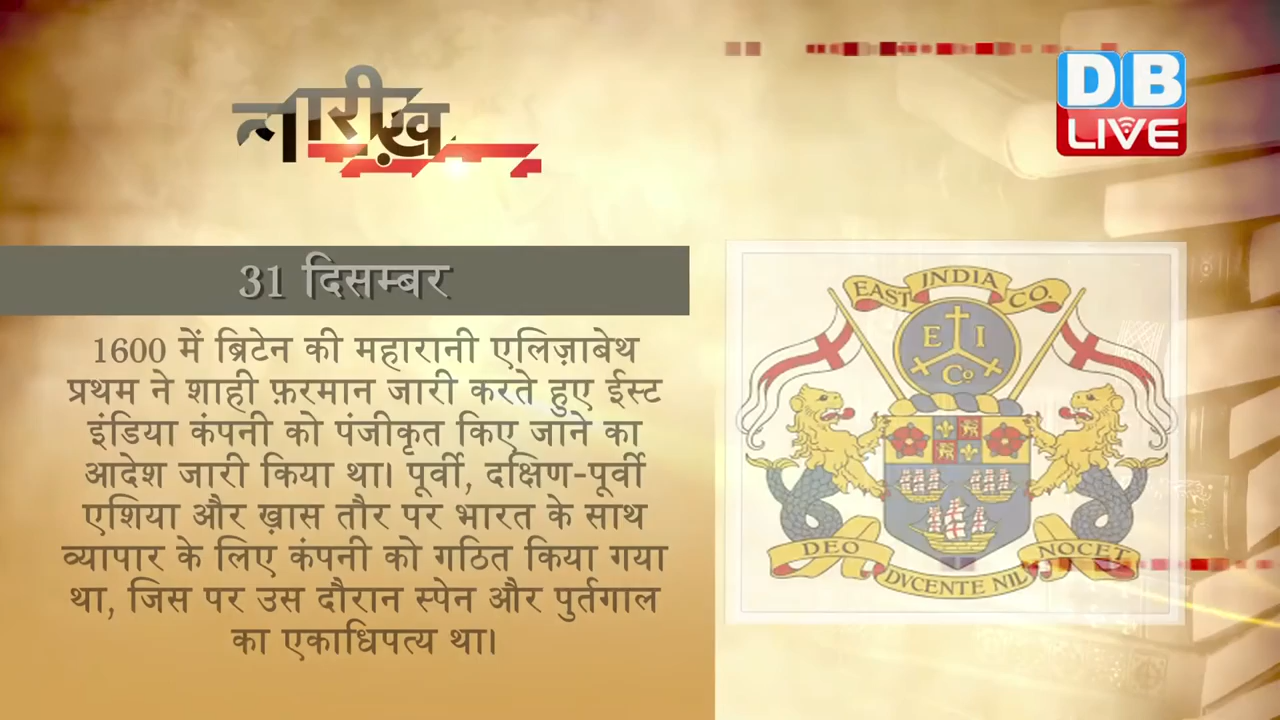 तारीख़
DB
LIVE
31 दिसम्बर
1600 में ब्रिटेन की महारानी एलिज़ाबेथ
प्रथम ने शाही फ़रमान जारी करते हुए ईस्ट
इंडिया कंपनी को पंजीकृत किए जाने का
आदेश जारी किया था। पूर्वी, दक्षिण-पूर्वी
एशिया और ख़ास तौर पर भारत के साथ
व्यापार के लिए कंपनी को गठित किया गया
था, जिस पर उस दौरान स्पेन और पुर्तगाल
का एकाधिपत्य था।
EAST INDIA CO.
E I
Co
DEO DVCENTE NIL NOCET